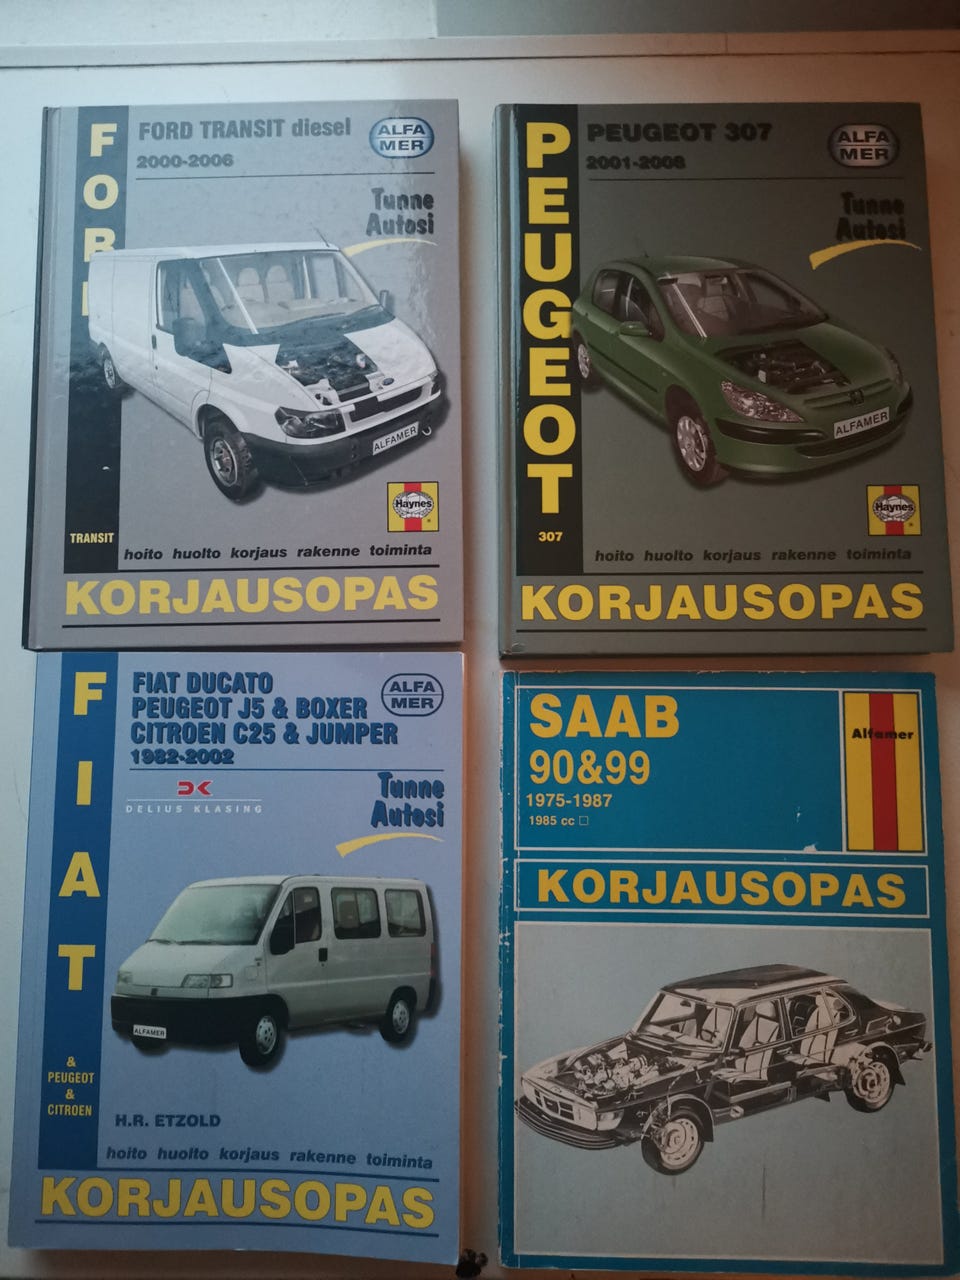 FORD
FORD TRANSIT diesel
2000-2006
ALFA
MER
Tunne
Autosi
ALFAMER
Haynes
TRANSIT
hoito huolto korjaus rakenne toiminta
KORJAUSOPAS
PEUGEOT
PEUGEOT 307
2001-2008
ALFA
MER
Tunne
Autosi
ALFAMER
Haynes
307
hoito huolto korjaus rakenne toiminta
KORJAUSOPAS
FIAT
FIAT DUCATO
PEUGEOT J5 & BOXER
CITROEN C25 & JUMPER
1982-2002
ALFA
MER
DK
DELIUS KLASING
Tunne
Autosi
ALFAMER
&
PEUGEOT
&
CITROEN
H.R. ETZOLD
hoito huolto korjaus rakenne toiminta
KORJAUSOPAS
SAAB
90&99
1975-1987
1985 cc □
Alfamer
KORJAUSOPAS